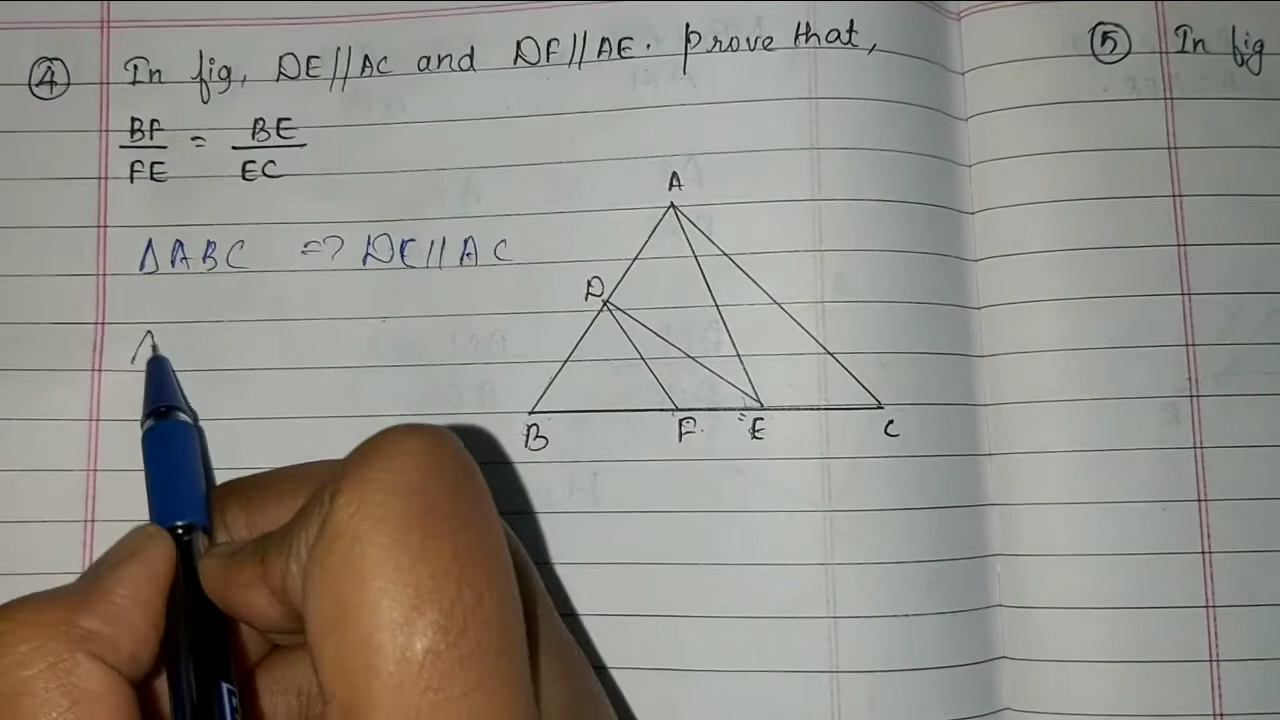 ④ In fig, DE//AC and DF//AE. prove that,
BF/FE = BE/EC
∆ABC => DE//AC
A
D
B F. E C
⑤ In fig